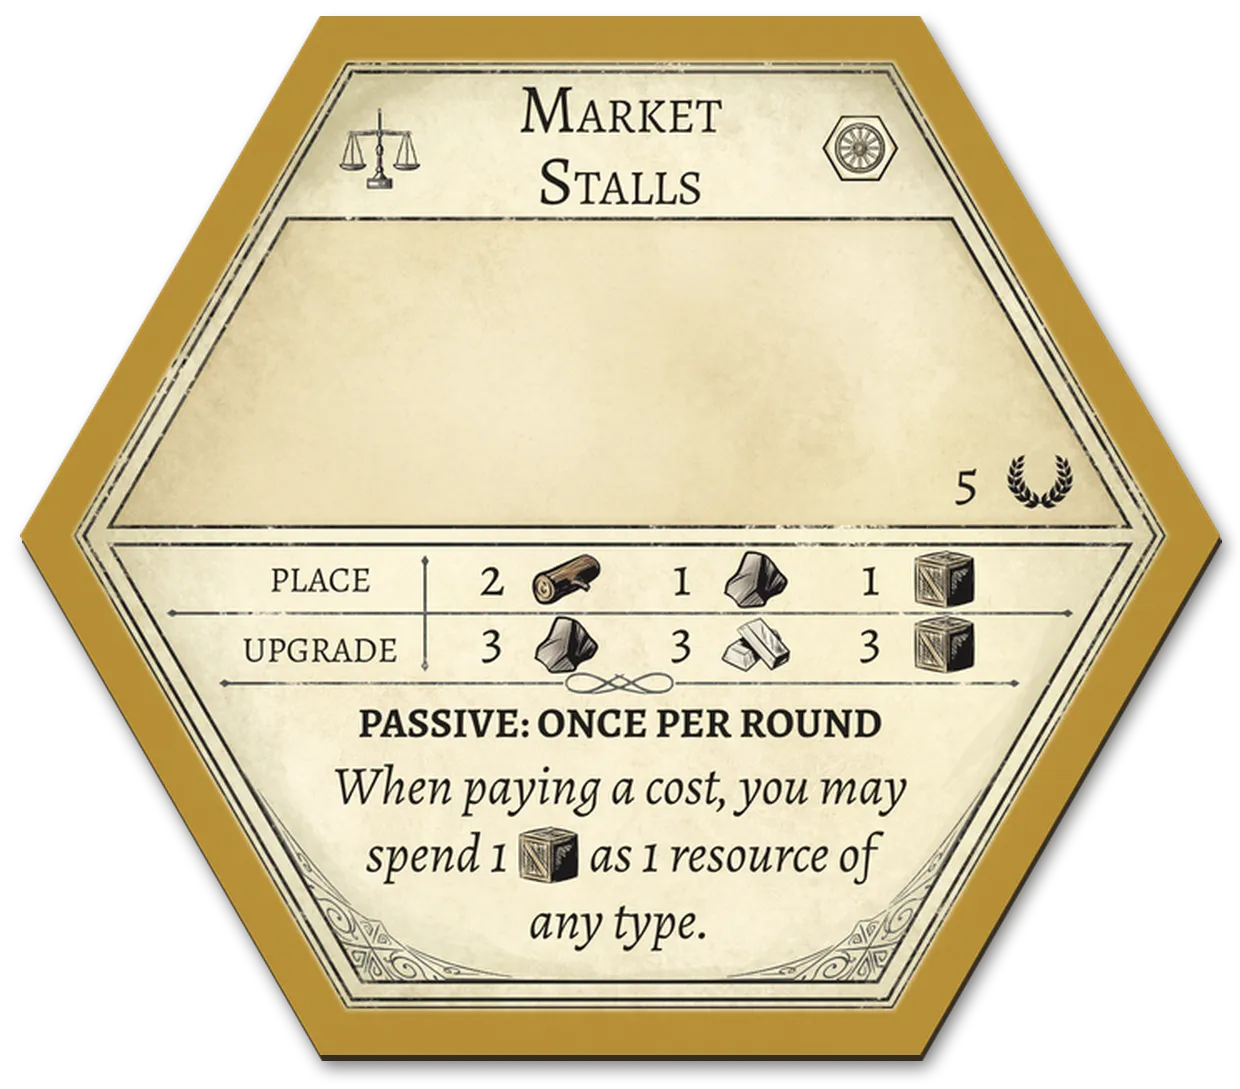 Market
Stalls
5
PLACE 2 1 1
UPGRADE 3 3 3
PASSIVE: ONCE PER ROUND
When paying a cost, you may
spend 1 as 1 resource of
any type.